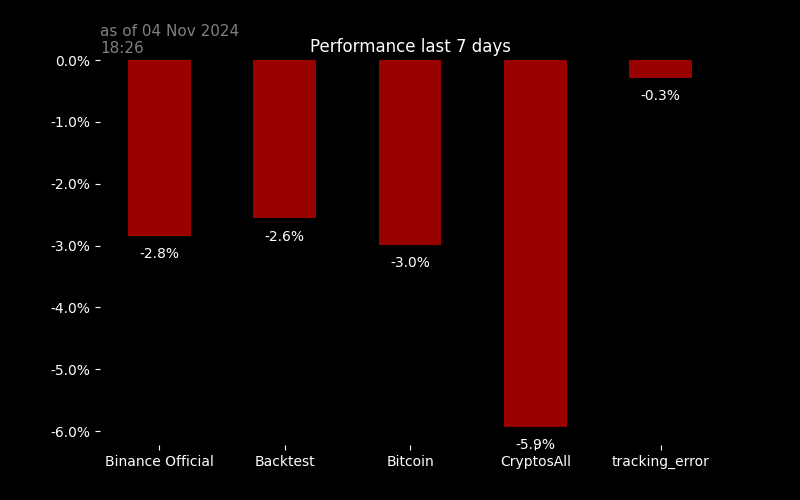 as of 04 Nov 2024
18:26
Performance last 7 days
0.0%
-1.0%
-2.0%
-3.0%
-4.0%
-5.0%
-6.0%
-2.8%
-2.6%
-3.0%
-5.9%
-0.3%
Binance Official
Backtest
Bitcoin
CryptosAll
tracking_error